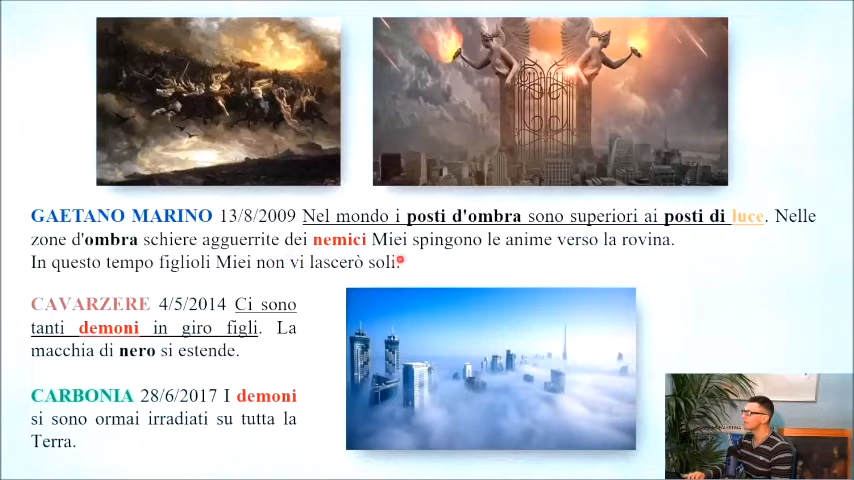 GAETANO MARINO 13/8/2009 Nel mondo i posti d'ombra sono superiori ai posti di luce. Nelle
zone d'ombra schiere agguerrite dei nemici Miei spingono le anime verso la rovina.
In questo tempo figlioli Miei non vi lascerò soli.
CAVARZERE 4/5/2014 Ci sono
tanti demoni in giro figli. La
macchia di nero si estende.
CARBONIA 28/6/2017 I demoni
si sono ormai irradiati su tutta la
Terra.